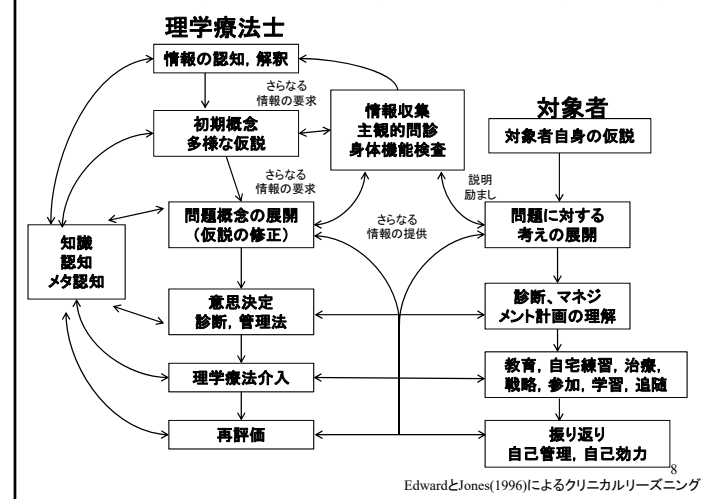 理学療法士
情報の認知, 解釈
さらなる
情報の要求
初期概念
多様な仮説
情報収集
主観的問診
身体機能検査
対象者
対象者自身の仮説
さらなる
情報の要求
説明
励まし
問題概念の展開
（仮説の修正）
さらなる
情報の提供
問題に対する
考えの展開
知識
認知
メタ認知
意思決定
診断, 管理法
診断、マネジ
メント計画の理解
理学療法介入
教育, 自宅練習, 治療,
戦略, 参加, 学習, 追随
再評価
振り返り
自己管理, 自己効力
8
EdwardとJones(1996)によるクリニカルリーズニング